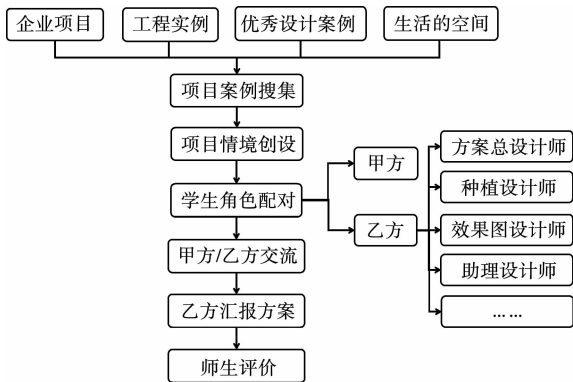 企业项目
工程实例
优秀设计案例
生活的空间
项目案例搜集
项目情境创设
学生角色配对
甲方/乙方交流
乙方汇报方案
师生评价
甲方
乙方
方案总设计师
种植设计师
效果图设计师
助理设计师
……